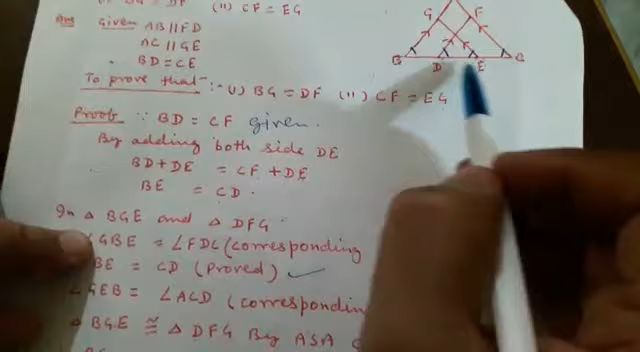 (ii) CF = EG
Given AB || FD
AC || GE
BD = CE
To prove that :- (i) BG = DF (ii) CF = EG
G F
B D E
Proof ∵ BD = CF given.
By adding both side DE
BD + DE = CF + DE
BE = CD.
In △ BGE and △ DFG
∠GBE = ∠FDC (corresponding
BE = CD (Proved) ✓
∠GEB = ∠ACD (corresponding
△ BGE ≅ △ DFG By ASA